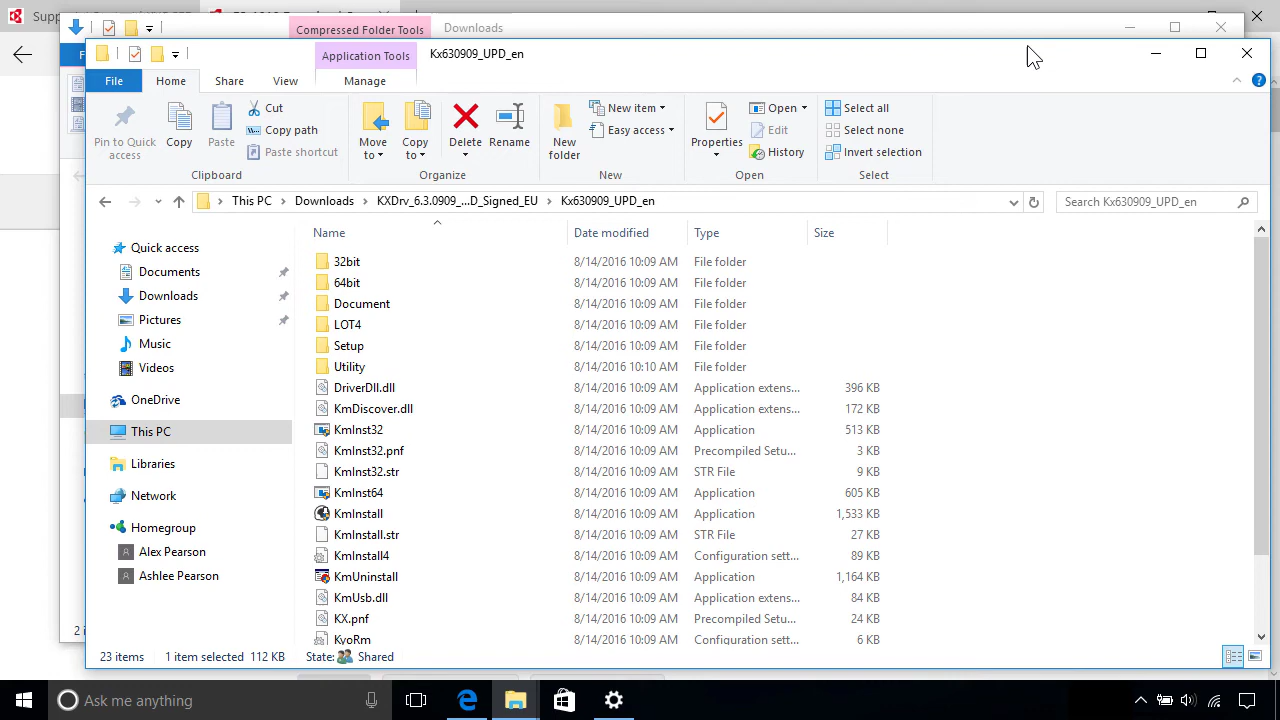 Supp
Compressed Folder Tools
Downloads
F
Application Tools
Kx630909_UPD_en
File
Home
Share
View
Manage
Pin to Quick access
Copy
Paste
Cut
Copy path
Paste shortcut
Clipboard
Move to
Copy to
Delete
Rename
Organize
New folder
New item
Easy access
New
Properties
Open
Edit
History
Open
Select all
Select none
Invert selection
Select
This PC > Downloads > KXDrv_6.3.0909_...D_Signed_EU > Kx630909_UPD_en
Search Kx630909_UPD_en
Name Date modified Type Size
Quick access
Documents
Downloads
Pictures
Music
Videos
OneDrive
This PC
Libraries
Network
Homegroup
Alex Pearson
Ashlee Pearson
32bit 8/14/2016 10:09 AM File folder
64bit 8/14/2016 10:09 AM File folder
Document 8/14/2016 10:09 AM File folder
LOT4 8/14/2016 10:09 AM File folder
Setup 8/14/2016 10:09 AM File folder
Utility 8/14/2016 10:10 AM File folder
DriverDll.dll 8/14/2016 10:09 AM Application extens... 396 KB
KmDiscover.dll 8/14/2016 10:09 AM Application extens... 172 KB
KmInst32 8/14/2016 10:09 AM Application 513 KB
KmInst32.pnf 8/14/2016 10:09 AM Precompiled Setu... 3 KB
KmInst32.str 8/14/2016 10:09 AM STR File 9 KB
KmInst64 8/14/2016 10:09 AM Application 605 KB
KmInstall 8/14/2016 10:09 AM Application 1,533 KB
KmInstall.str 8/14/2016 10:09 AM STR File 27 KB
KmInstall4 8/14/2016 10:09 AM Configuration sett... 89 KB
KmUninstall 8/14/2016 10:09 AM Application 1,164 KB
KmUsb.dll 8/14/2016 10:09 AM Application extens... 84 KB
KX.pnf 8/14/2016 10:09 AM Precompiled Setu... 24 KB
KyoRm 8/14/2016 10:09 AM Configuration sett... 6 KB
2 i
23 items 1 item selected 112 KB State: Shared
Ask me anything